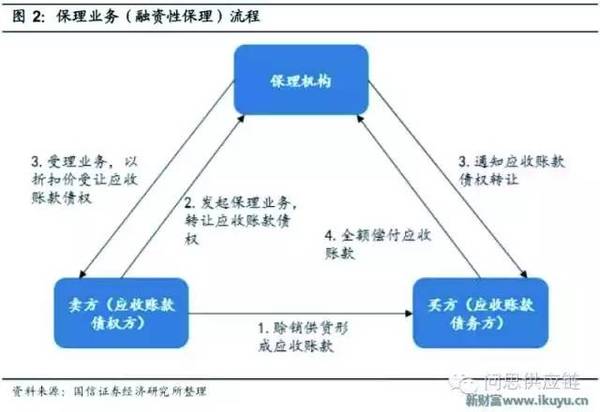 图 2：保理业务（融资性保理）流程
保理机构
3. 受理业务，以
折扣价受让应收
账款债权
2. 发起保理业务，
转让应收账款债
权
3. 通知应收账款
债权转让
4. 全额偿付应收
账款
卖方（应收账款
债权方）
1. 赊销供货形
成应收账款
买方（应收账款
债务方）
资料来源：国信证券经济研究所整理
问思供应链
新财富www.ikuyu.cn